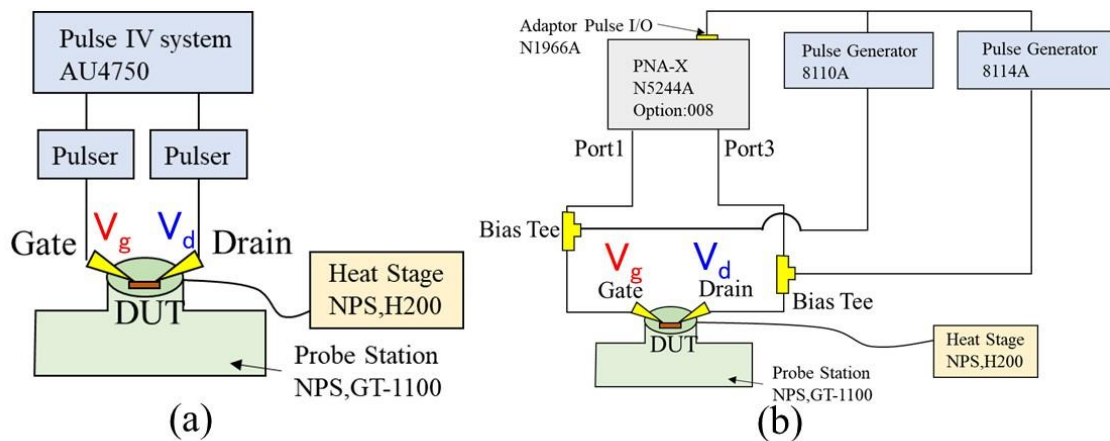 Pulse IV system
AU4750
Pulser
Pulser
Vg
Vd
Gate
Drain
DUT
Heat Stage
NPS,H200
Probe Station
NPS,GT-1100
(a)
Adaptor Pulse I/O
N1966A
PNA-X
N5244A
Option:008
Pulse Generator
8110A
Pulse Generator
8114A
Port1
Port3
Bias Tee
Vg
Vd
Gate
Drain
Bias Tee
DUT
Heat Stage
NPS,H200
Probe Station
NPS,GT-1100
(b)